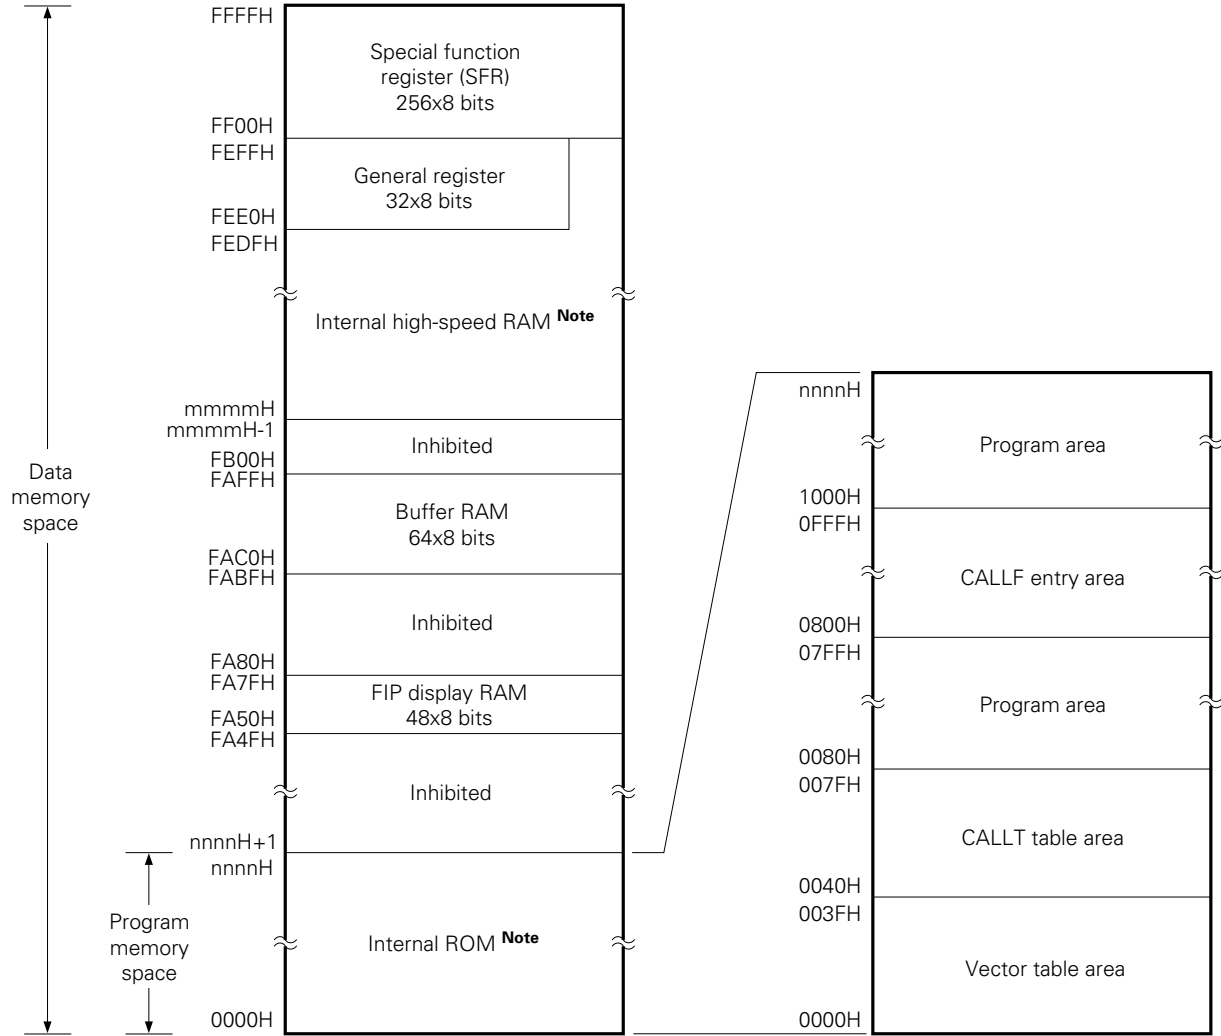 FFFFH
Special function
register (SFR)
256x8 bits
FF00H
FEFFH
General register
32x8 bits
FEE0H
FEDFH
Internal high-speed RAM Note
mmmmH
mmmmH-1
Inhibited
FB00H
FAFFH
Buffer RAM
64x8 bits
FAC0H
FABFH
Inhibited
FA80H
FA7FH
FIP display RAM
48x8 bits
FA50H
FA4FH
Inhibited
nnnnH+1
nnnnH
Internal ROM Note
0000H
Data
memory
space
Program
memory
space
nnnnH
Program area
1000H
0FFFH
CALLF entry area
0800H
07FFH
Program area
0080H
007FH
CALLT table area
0040H
003FH
Vector table area
0000H